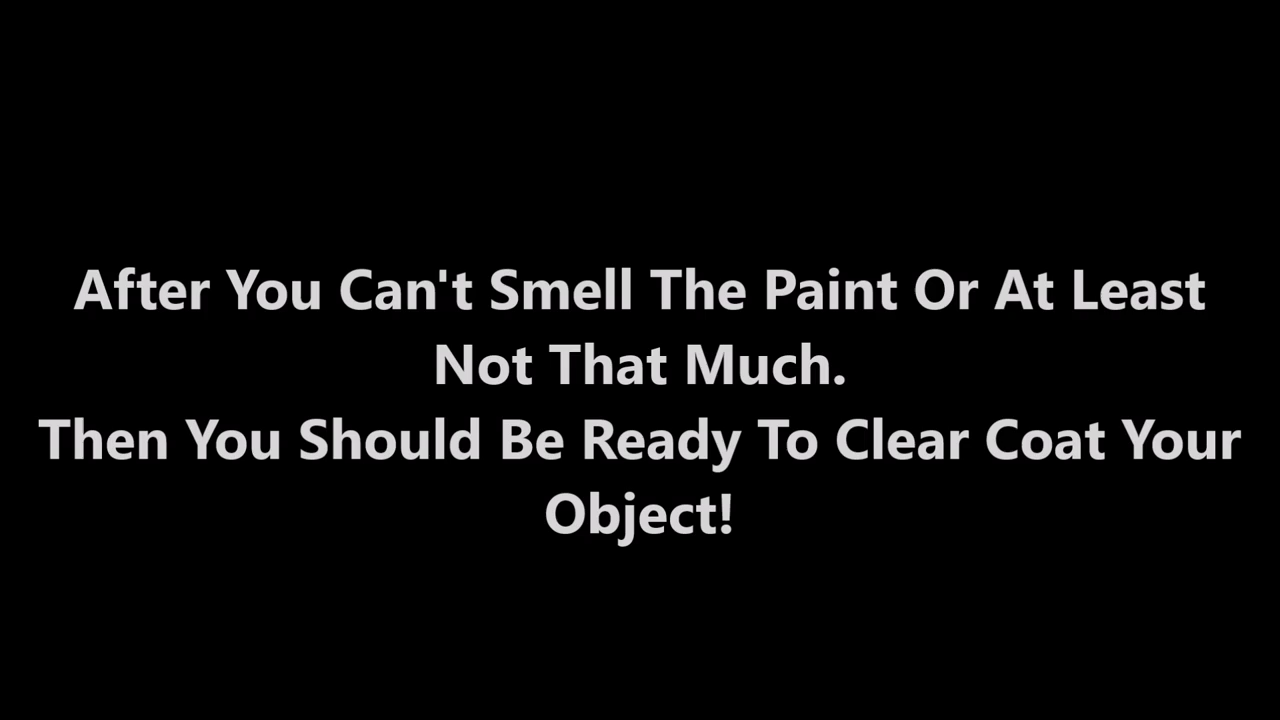 After You Can't Smell The Paint Or At Least
Not That Much.
Then You Should Be Ready To Clear Coat Your
Object!